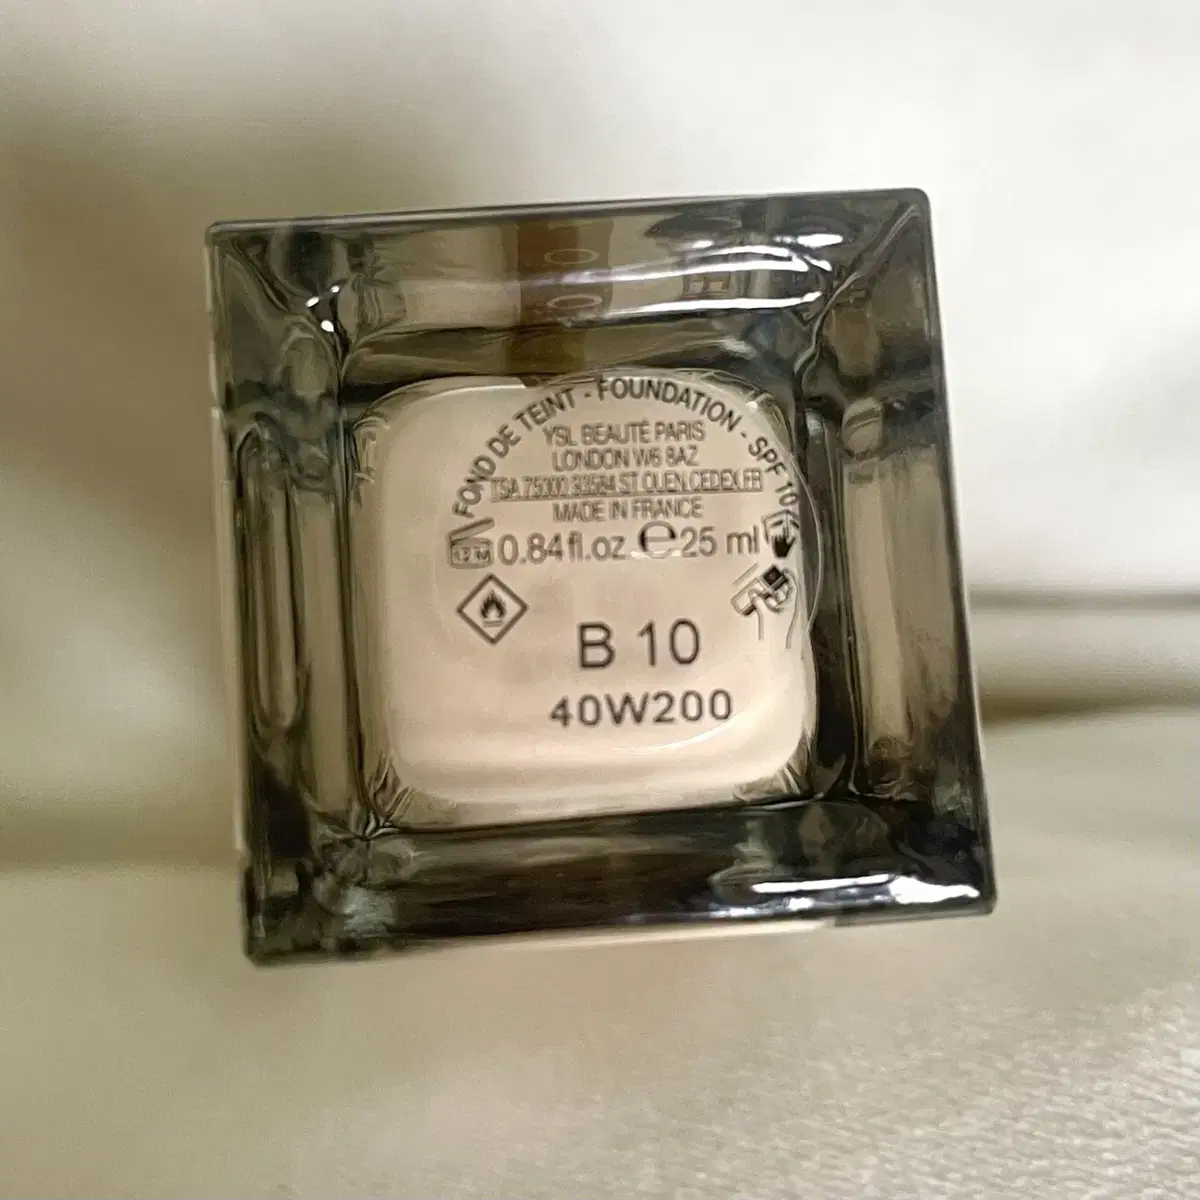 FOND DE TEINT - FOUNDATION - SPF 10
YSL BEAUTÉ PARIS
LONDON W6 8AZ
TSA 75000 93584 ST OUEN CEDEX FR
MADE IN FRANCE
12 M 0.84 fl.oz e 25 ml
B 10
40W200